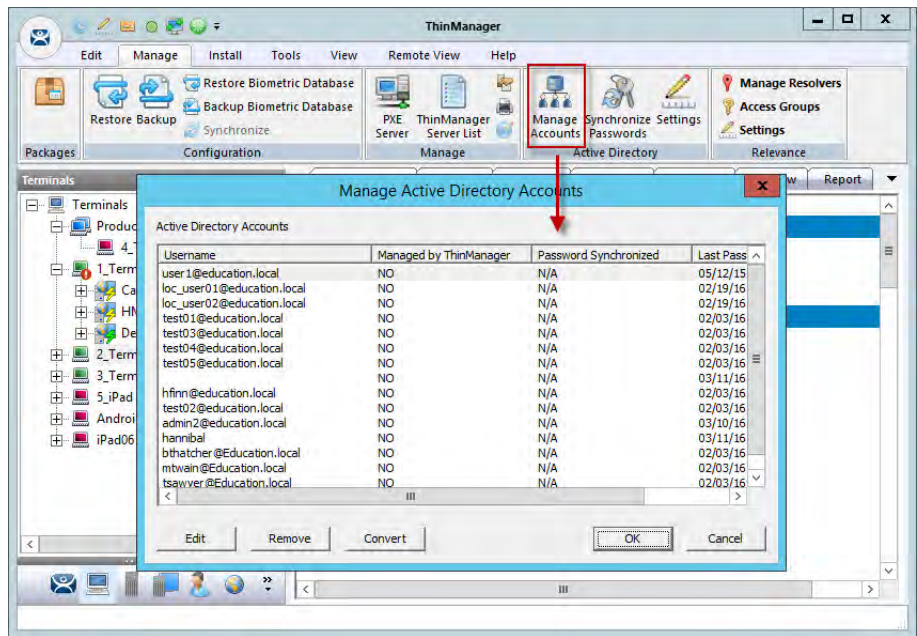 ThinManager
Edit Manage Install Tools View Remote View Help
Restore Backup
Restore Biometric Database
Backup Biometric Database
Synchronize
PXE Server
ThinManager Server List
Manage Accounts
Synchronize Passwords
Settings
Manage Resolvers
Access Groups
Settings
Packages Configuration Manage Active Directory Relevance
Terminals
Report
Terminals
Produc
4_
1_Term
Ca
HM
De
2_Term
3_Term
5_iPad
Androi
iPad06
Manage Active Directory Accounts
x
Active Directory Accounts
Username Managed by ThinManager Password Synchronized Last Pass
user1@education.local NO N/A 05/12/15
loc_user01@education.local NO N/A 02/19/16
loc_user02@education.local NO N/A 02/19/16
test01@education.local NO N/A 02/03/16
test03@education.local NO N/A 02/03/16
test04@education.local NO N/A 02/03/16
test05@education.local NO N/A 02/03/16
NO N/A 03/11/16
hfinn@education.local NO N/A 02/03/16
test02@education.local NO N/A 02/03/16
admin2@education.local NO N/A 03/10/16
hannibal NO N/A 03/11/16
bthatcher@Education.local NO N/A 02/03/16
mtwain@Education.local NO N/A 02/03/16
tsawyer@Education.local NO N/A 02/03/16
Edit Remove Convert OK Cancel